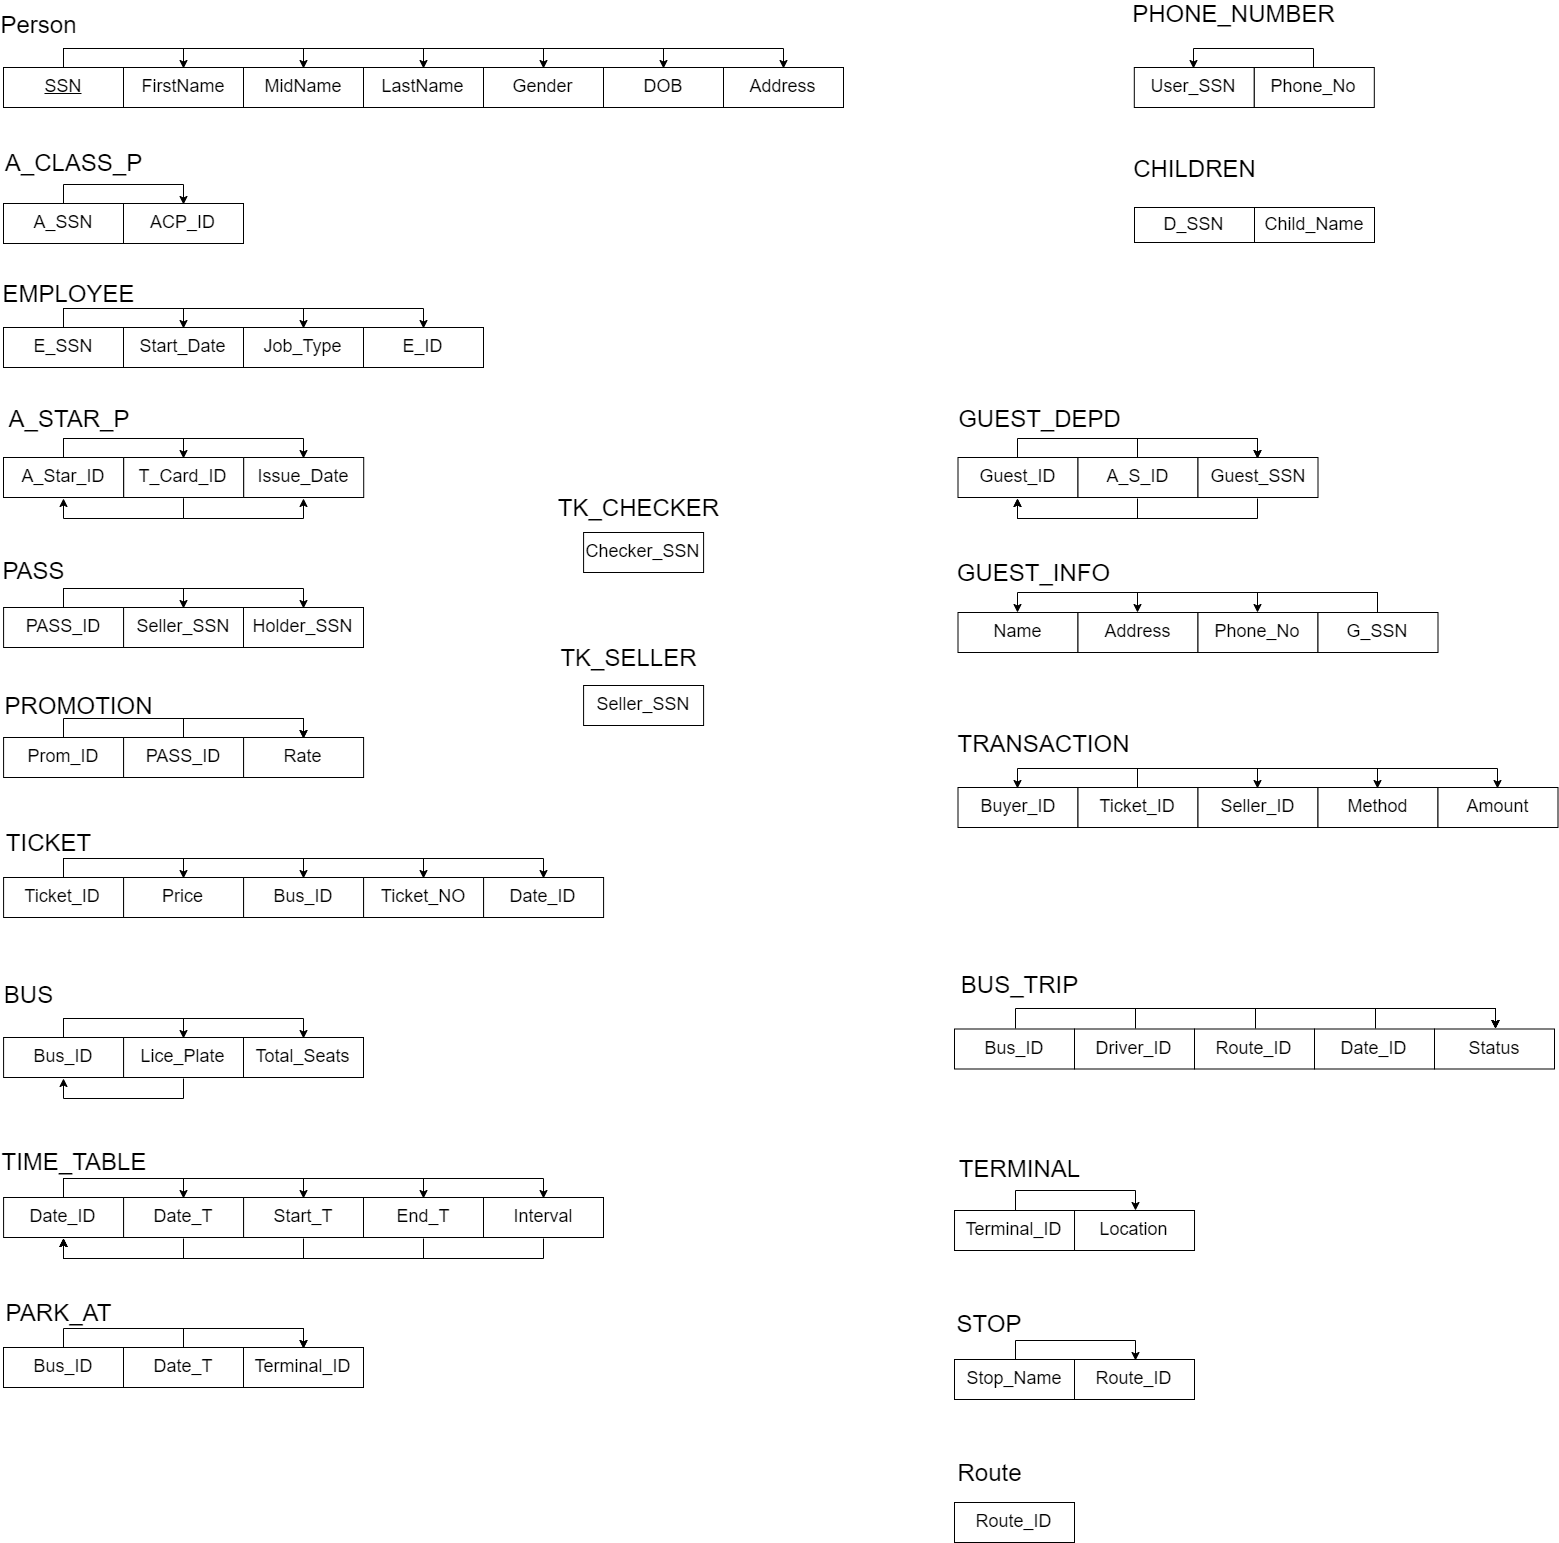 Person
SSN FirstName MidName LastName Gender DOB Address
A_CLASS_P
A_SSN ACP_ID
EMPLOYEE
E_SSN Start_Date Job_Type E_ID
A_STAR_P
A_Star_ID T_Card_ID Issue_Date
PASS
PASS_ID Seller_SSN Holder_SSN
PROMOTION
Prom_ID PASS_ID Rate
TICKET
Ticket_ID Price Bus_ID Ticket_NO Date_ID
BUS
Bus_ID Lice_Plate Total_Seats
TIME_TABLE
Date_ID Date_T Start_T End_T Interval
PARK_AT
Bus_ID Date_T Terminal_ID
TK_CHECKER
Checker_SSN
TK_SELLER
Seller_SSN
PHONE_NUMBER
User_SSN Phone_No
CHILDREN
D_SSN Child_Name
GUEST_DEPD
Guest_ID A_S_ID Guest_SSN
GUEST_INFO
Name Address Phone_No G_SSN
TRANSACTION
Buyer_ID Ticket_ID Seller_ID Method Amount
BUS_TRIP
Bus_ID Driver_ID Route_ID Date_ID Status
TERMINAL
Terminal_ID Location
STOP
Stop_Name Route_ID
Route
Route_ID